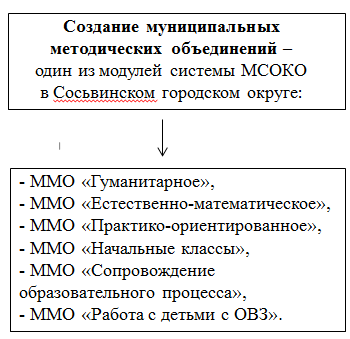 Создание муниципальных
методических объединений –
один из модулей системы МСОКО
в Сосьвинском городском округе:
- ММО «Гуманитарное»,
- ММО «Естественно-математическое»,
- ММО «Практико-ориентированное»,
- ММО «Начальные классы»,
- ММО «Сопровождение
образовательного процесса»,
- ММО «Работа с детьми с ОВЗ».